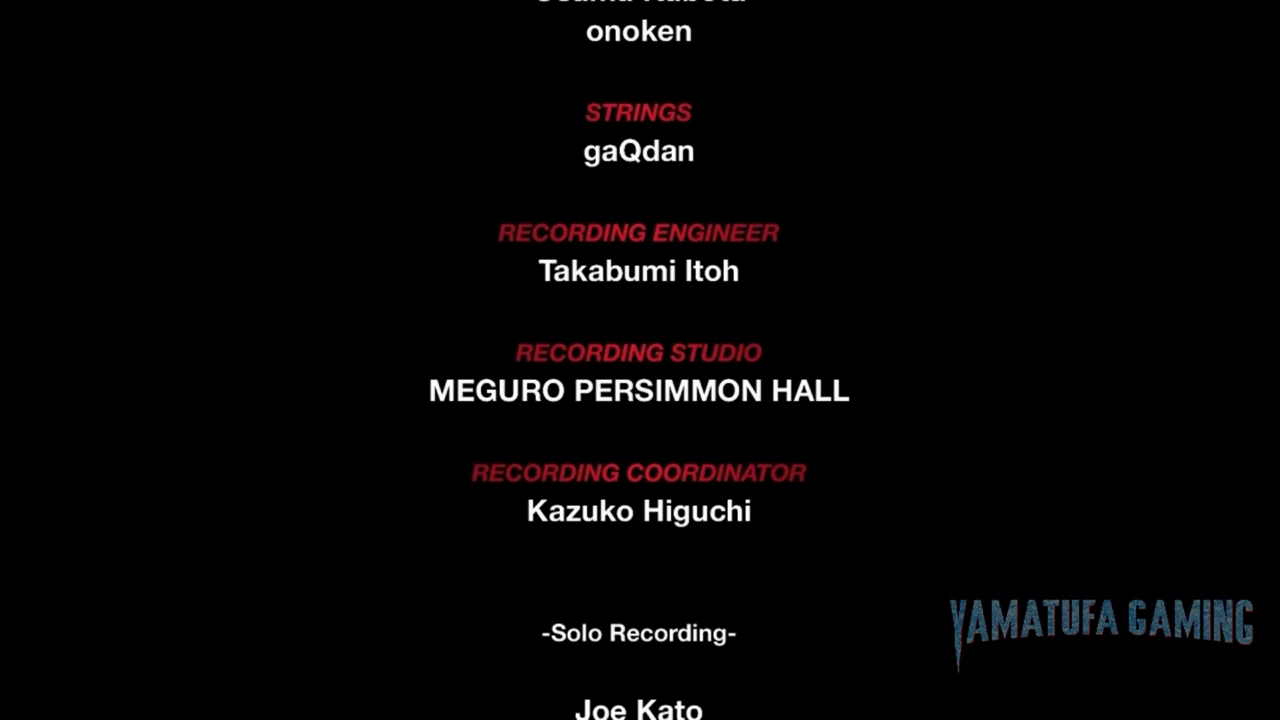 onoken
STRINGS
gaQdan
RECORDING ENGINEER
Takabumi Itoh
RECORDING STUDIO
MEGURO PERSIMMON HALL
RECORDING COORDINATOR
Kazuko Higuchi
-Solo Recording-
YAMATUFA GAMING
Joe Kato